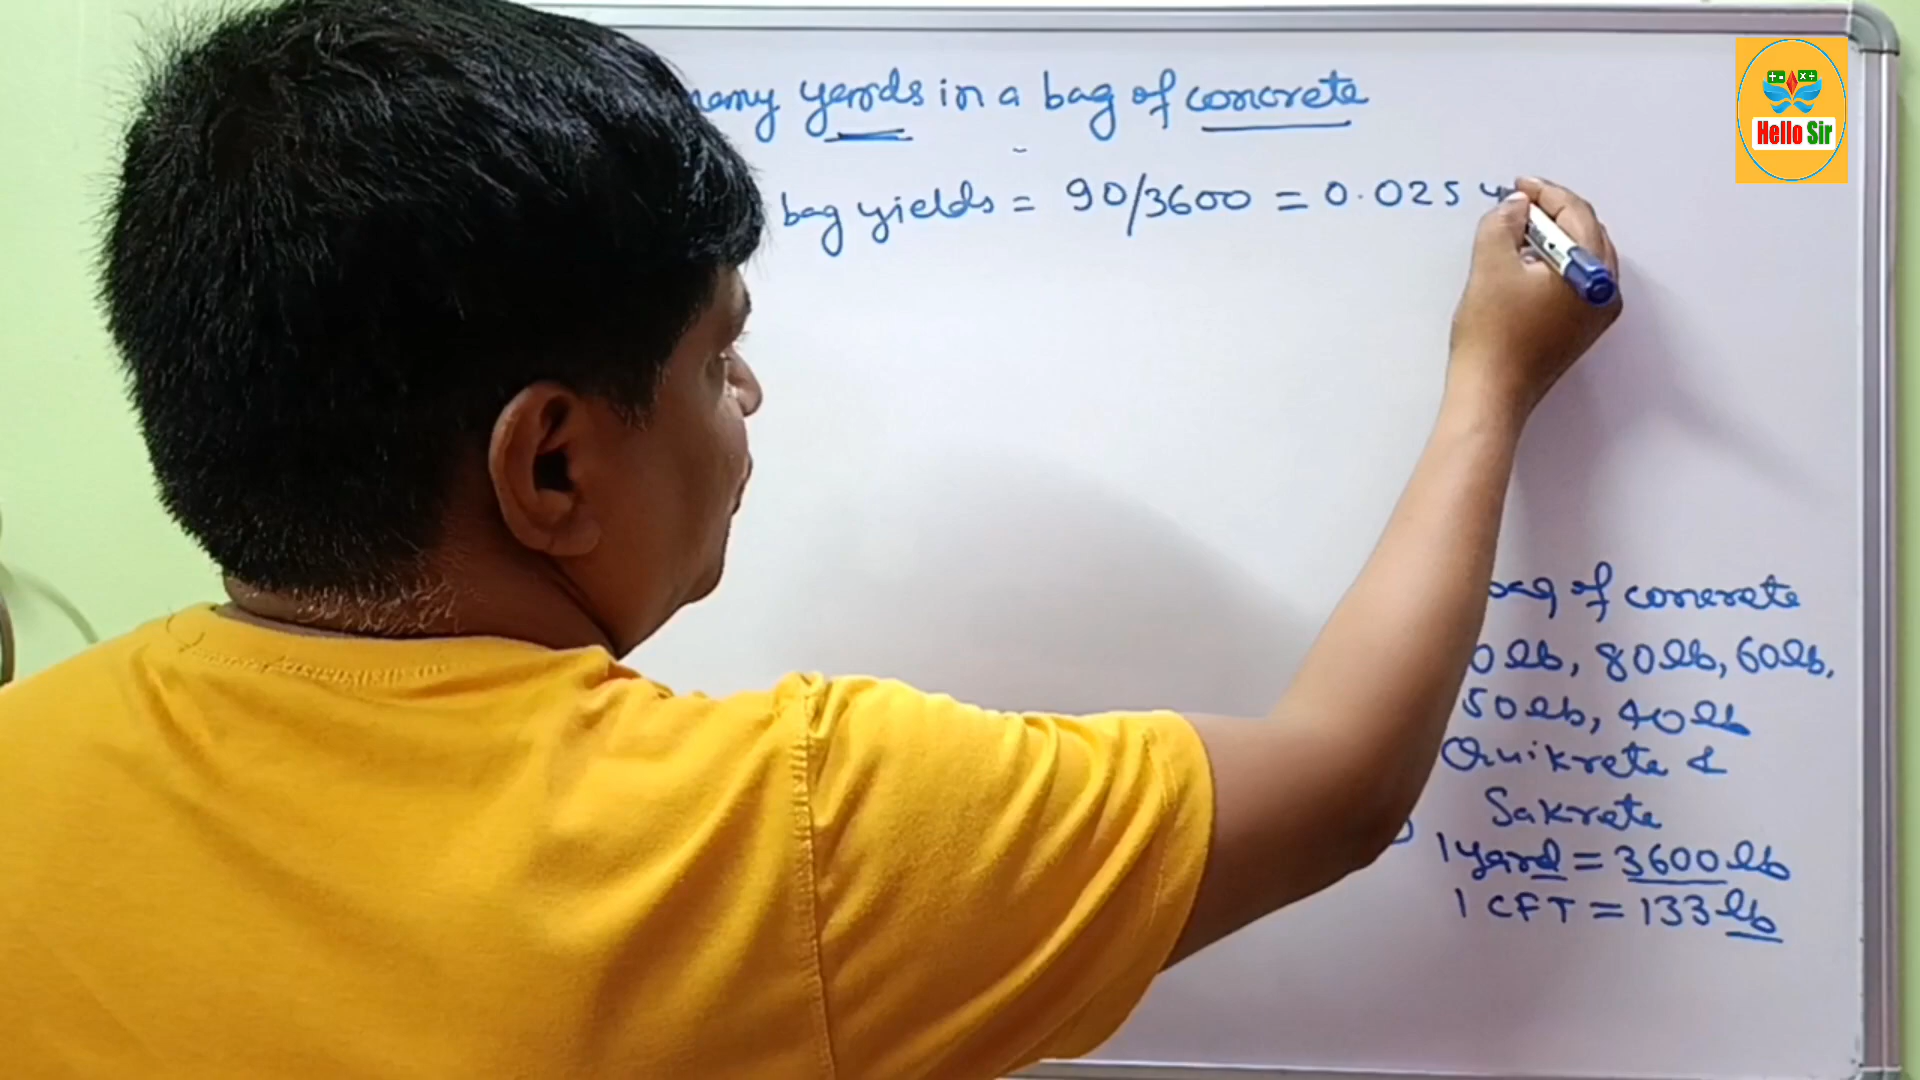 many yards in a bag of concrete
bag yields = 90/3600 = 0.025
bag of concrete
0 lb, 80 lb, 60 lb,
50 lb, 40 lb
Quikrete &
Sakrete
1 yard = 3600 lb
1 CFT = 133 lb
Hello Sir